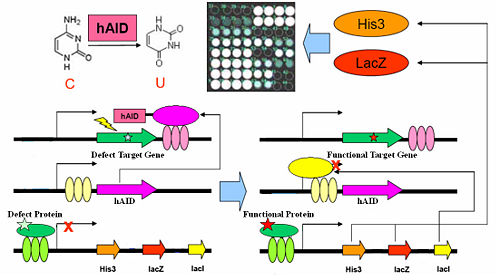 NH₂
hAID
C
U
His3
LacZ
hAID
Defect Target Gene
Functional Target Gene
hAID
hAID
X
Defect Protein
X
Functional Protein
His3 lacZ lacI
His3 lacZ lacI